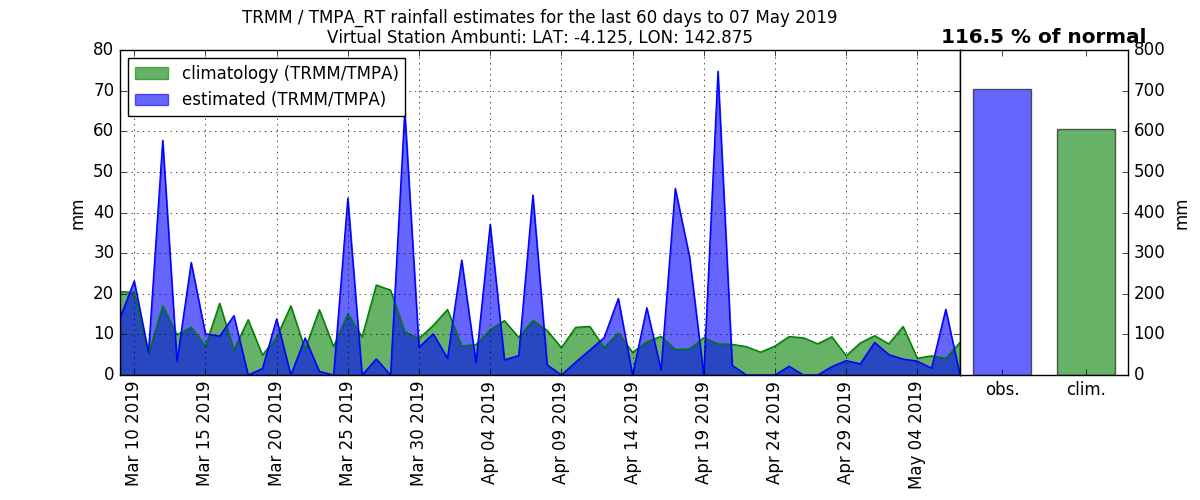 TRMM / TMPA_RT rainfall estimates for the last 60 days to 07 May 2019
Virtual Station Ambunti: LAT: -4.125, LON: 142.875
116.5 % of normal
climatology (TRMM/TMPA)
estimated (TRMM/TMPA)
mm
80
70
60
50
40
30
20
10
0
Mar 10 2019
Mar 15 2019
Mar 20 2019
Mar 25 2019
Mar 30 2019
Apr 04 2019
Apr 09 2019
Apr 14 2019
Apr 19 2019
Apr 24 2019
Apr 29 2019
May 04 2019
obs.
clim.
800
700
600
500
400
300
200
100
0
mm